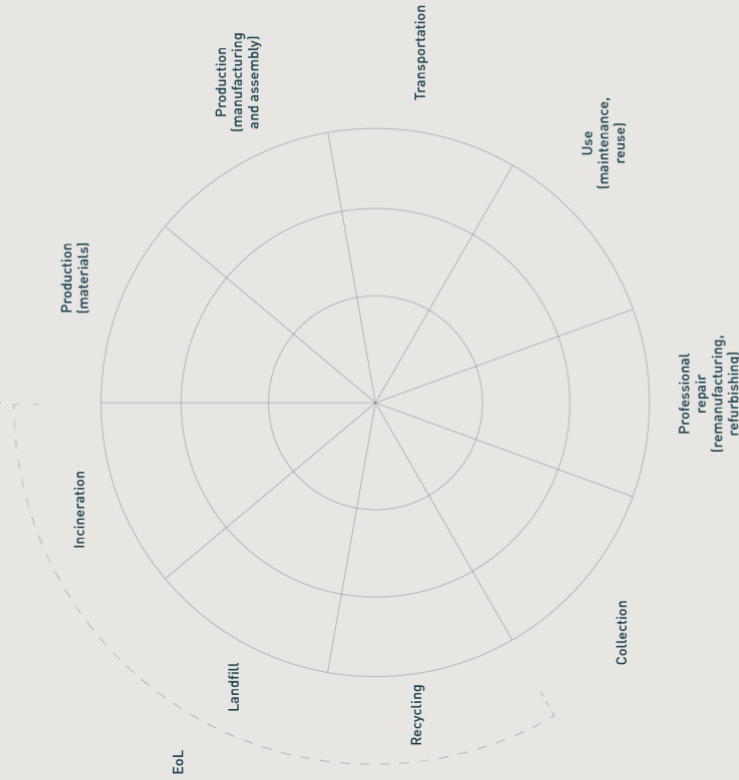 Production
(materials)
Production
(manufacturing
and assembly)
Transportation
Use
(maintenance,
reuse)
Professional
repair
(remanufacturing,
refurbishing)
Collection
Recycling
Landfill
Incineration
EoL